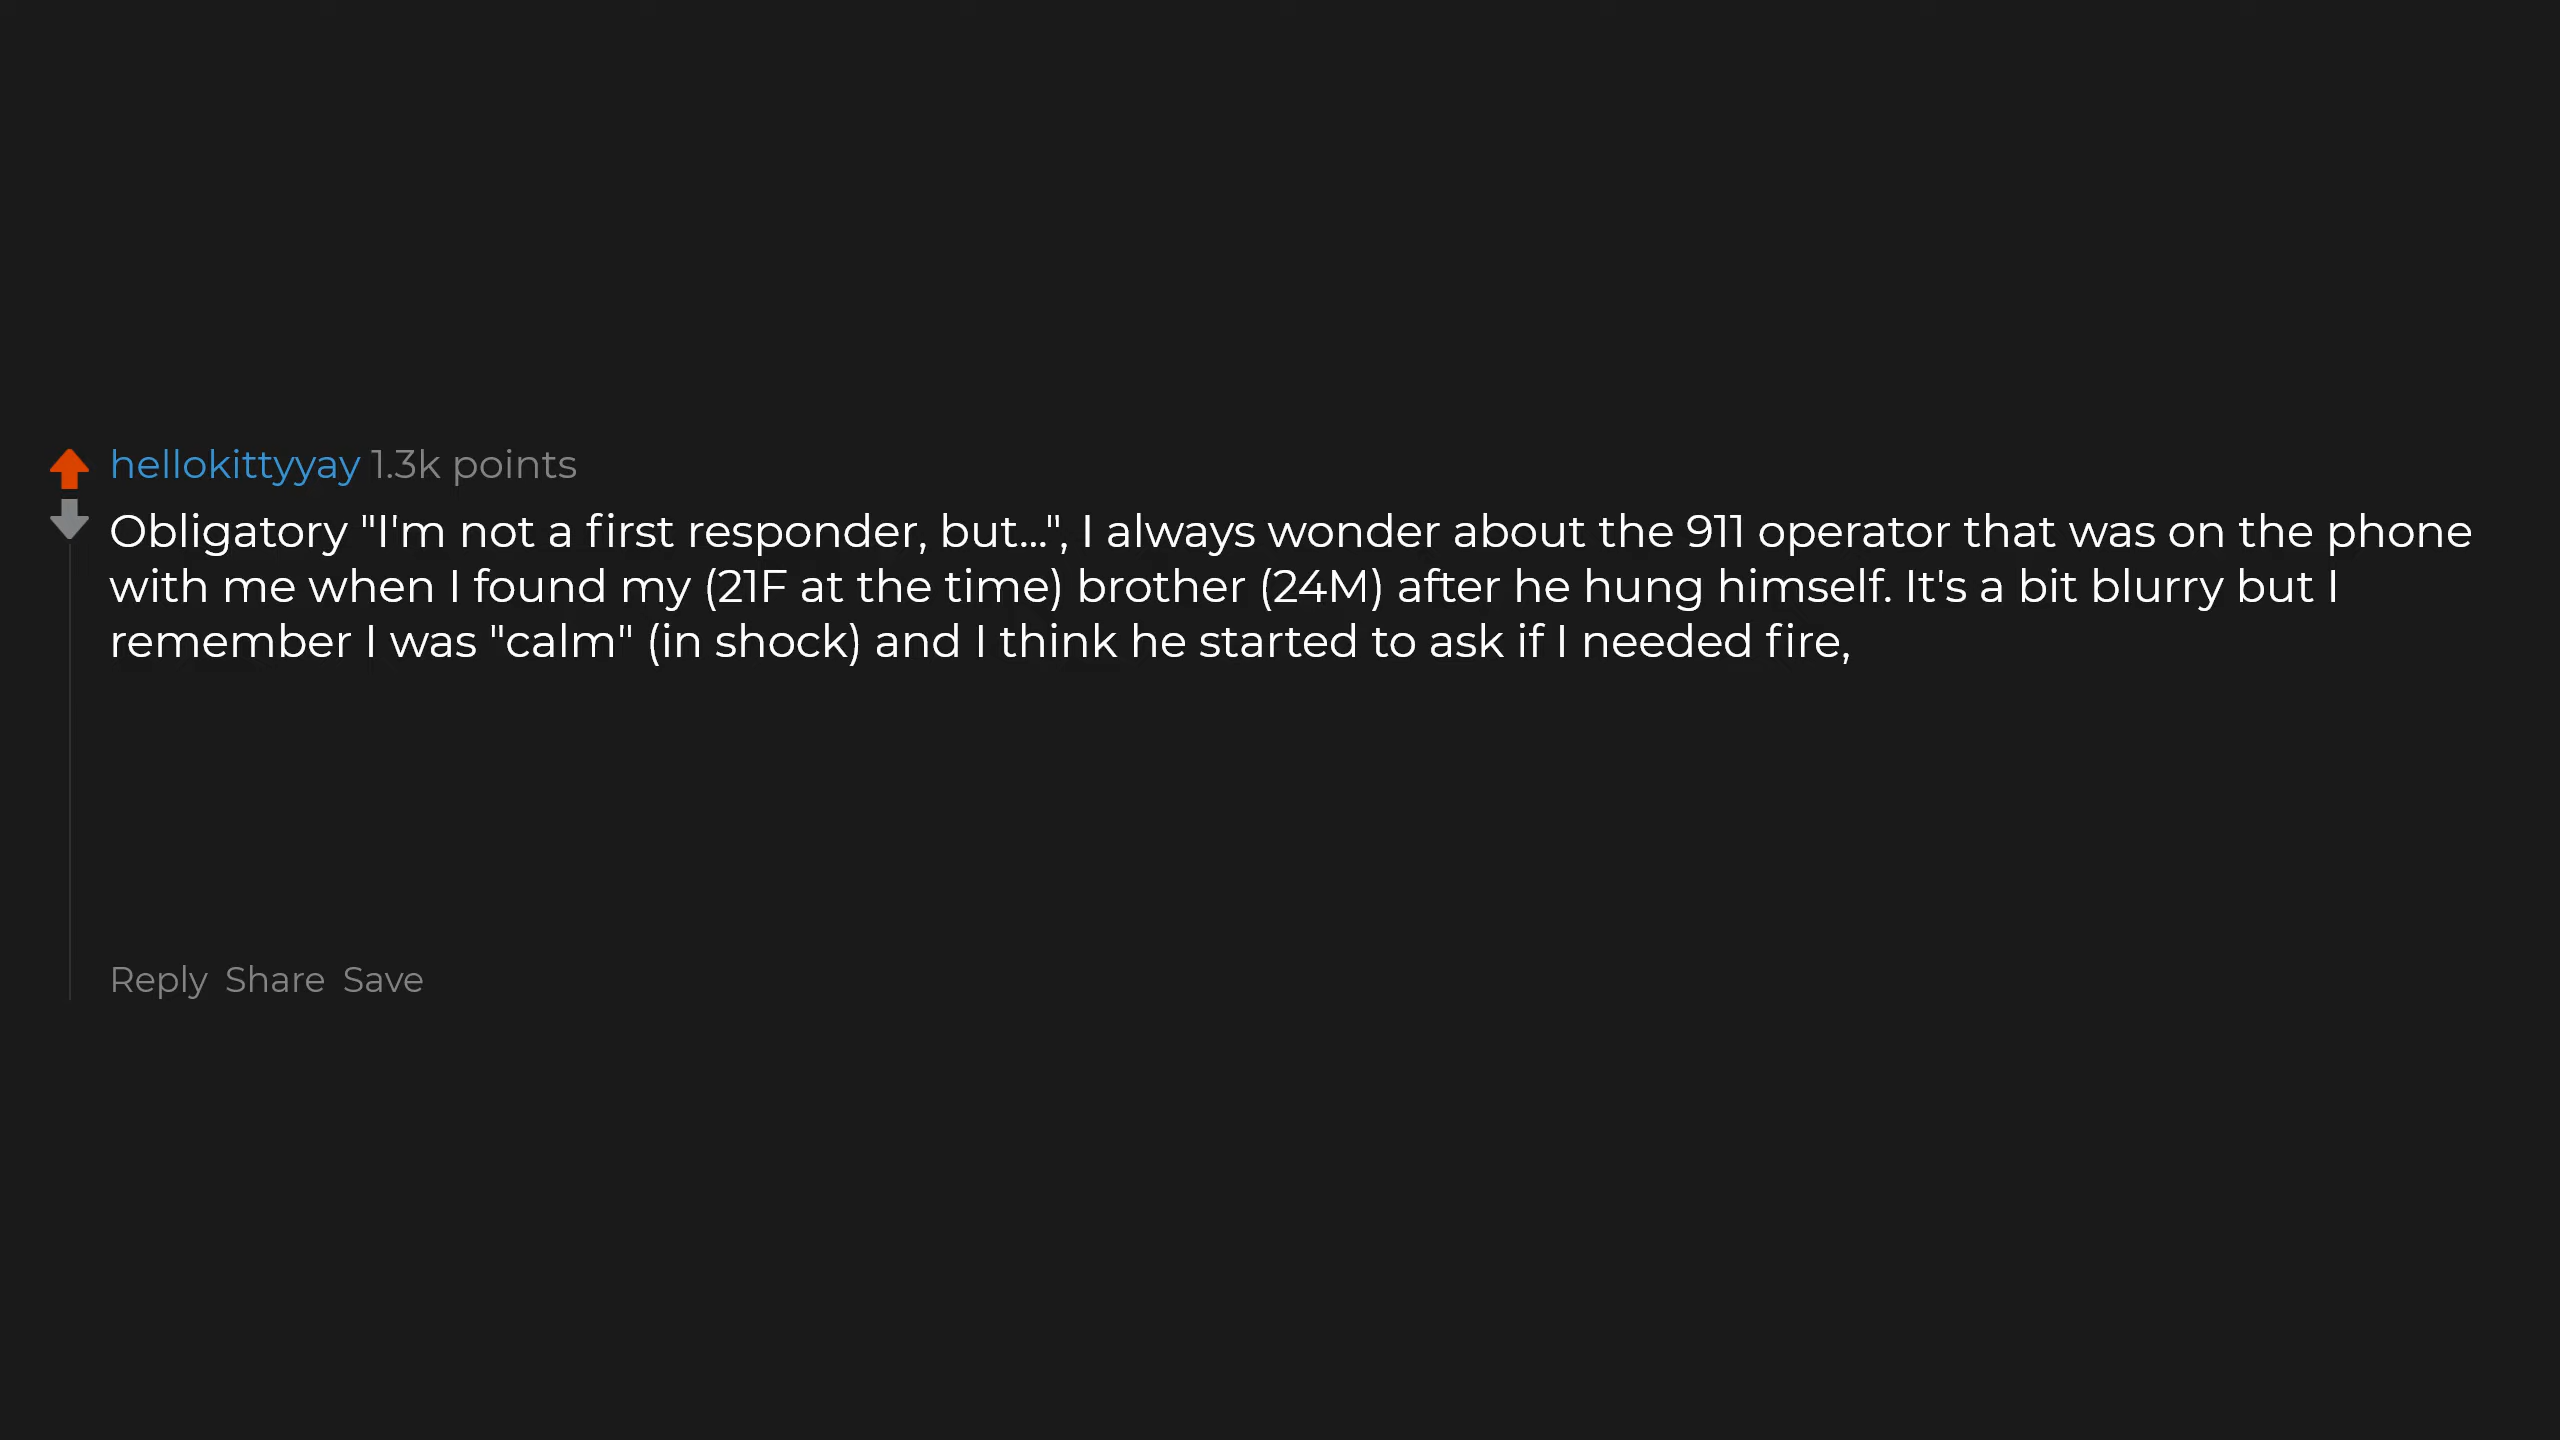 hellokittyyay 1.3k points
Obligatory "I'm not a first responder, but...", I always wonder about the 911 operator that was on the phone
with me when I found my (21F at the time) brother (24M) after he hung himself. It's a bit blurry but I
remember I was "calm" (in shock) and I think he started to ask if I needed fire,
Reply Share Save